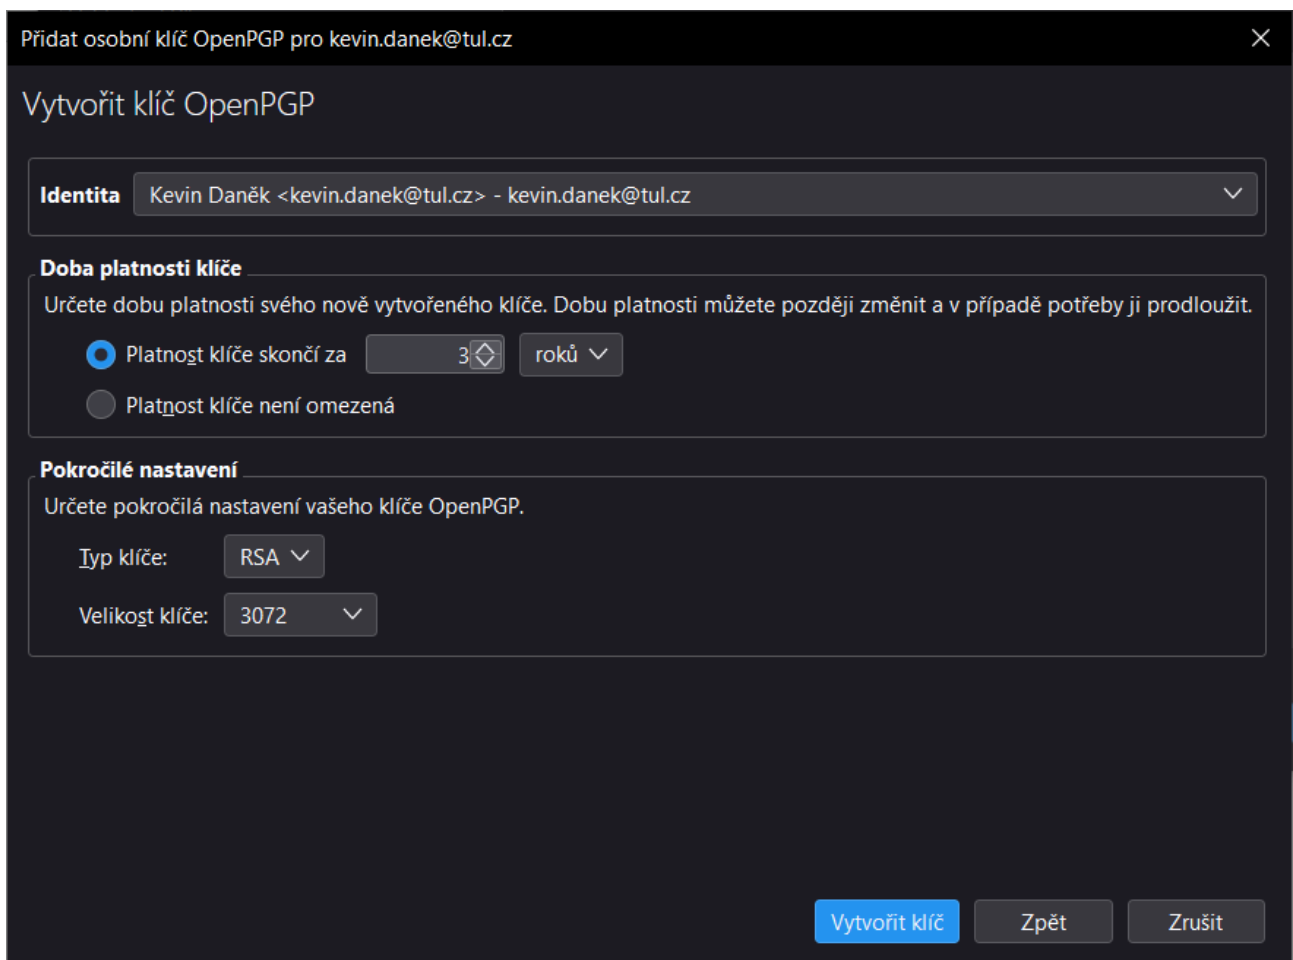 Přidat osobní klíč OpenPGP pro kevin.danek@tul.cz
Vytvořit klíč OpenPGP
Identita Kevin Daněk <kevin.danek@tul.cz> - kevin.danek@tul.cz
Doba platnosti klíče
Určete dobu platnosti svého nově vytvořeného klíče. Dobu platnosti můžete později změnit a v případě potřeby ji prodloužit.
Platnost klíče skončí za 3 roků
Platnost klíče není omezená
Pokročilé nastavení
Určete pokročilá nastavení vašeho klíče OpenPGP.
Typ klíče: RSA
Velikost klíče: 3072
Vytvořit klíč Zpět Zrušit